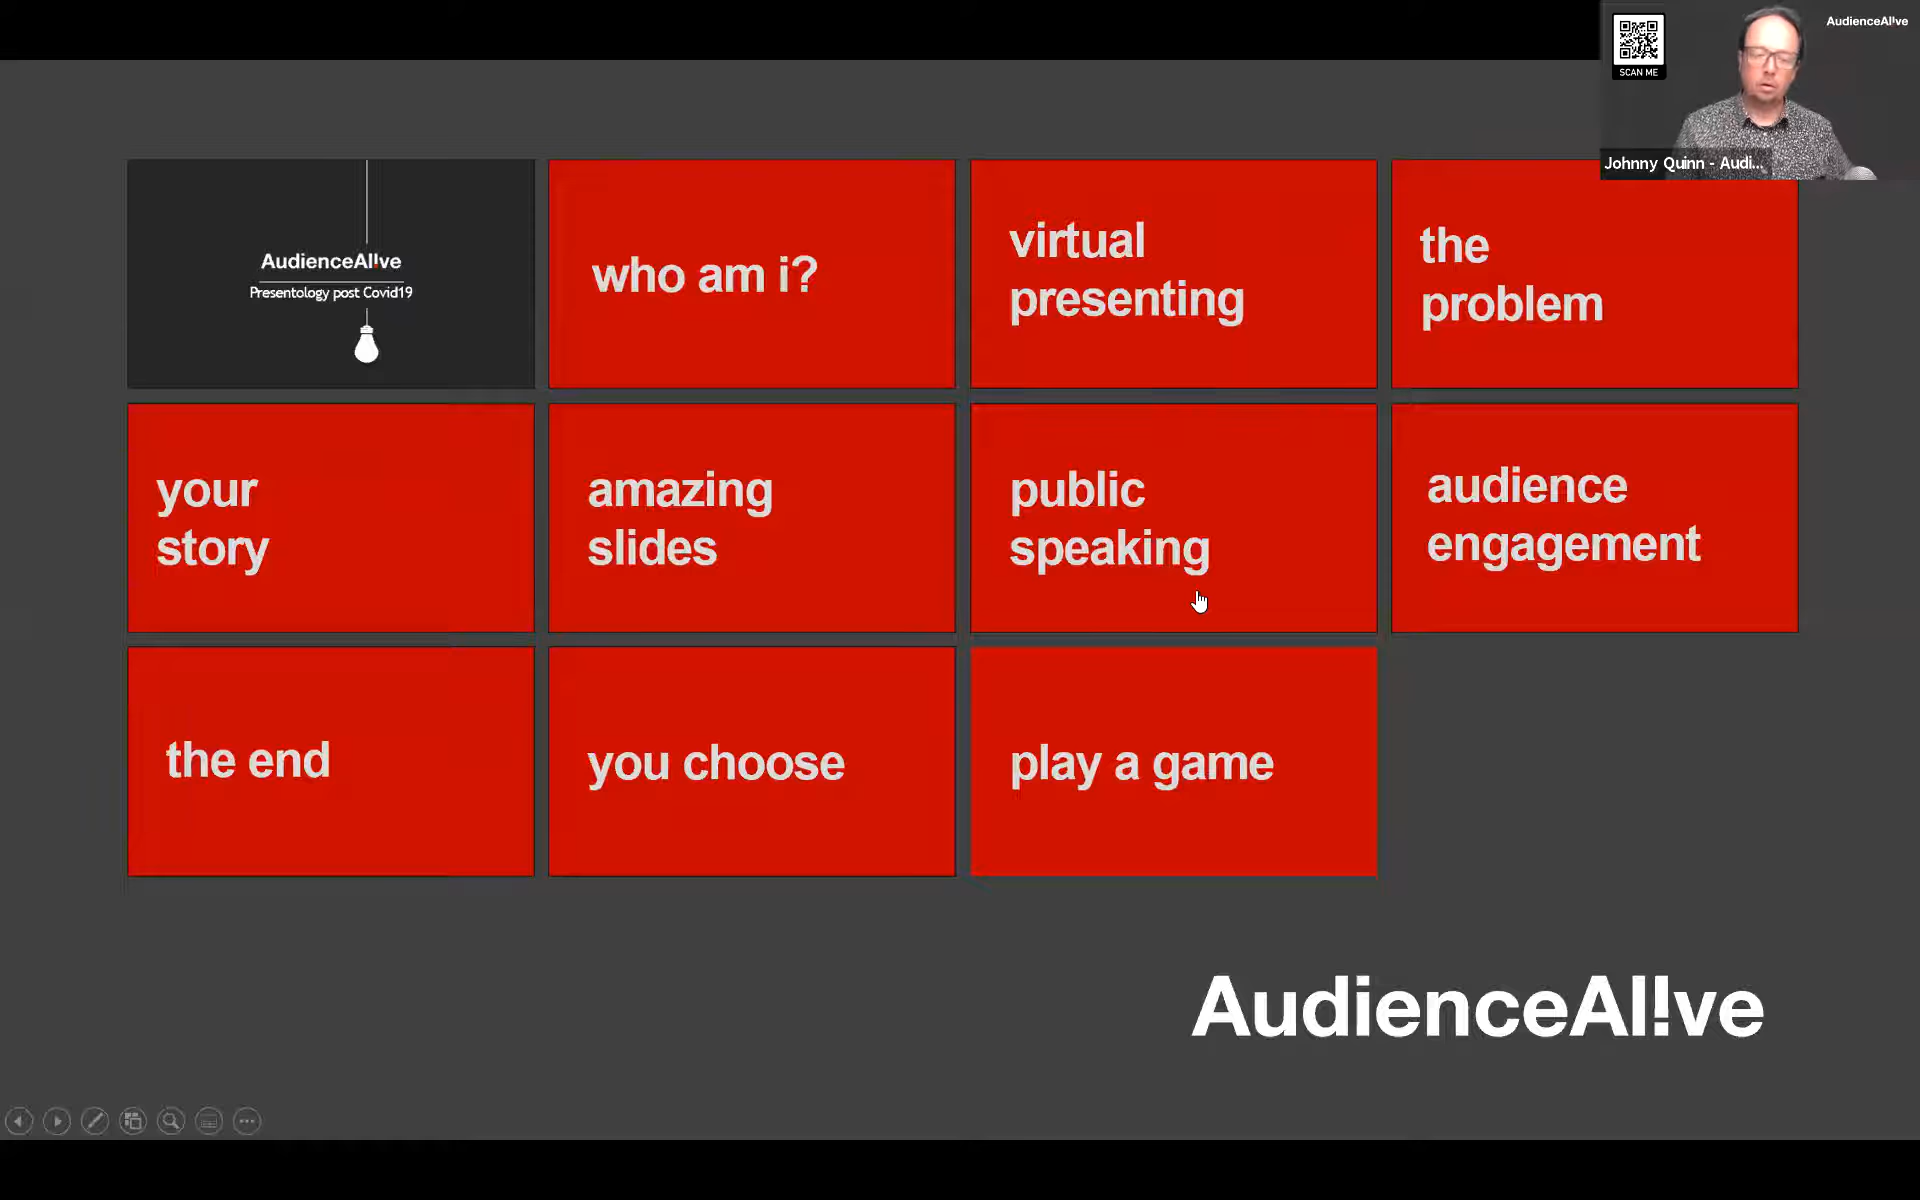 AudienceAl!ve
SCAN ME
Johnny Quinn - Audi...
AudienceAl!ve
Presentology post Covid19
who am i?
virtual
presenting
the
problem
your
story
amazing
slides
public
speaking
audience
engagement
the end
you choose
play a game
AudienceAl!ve